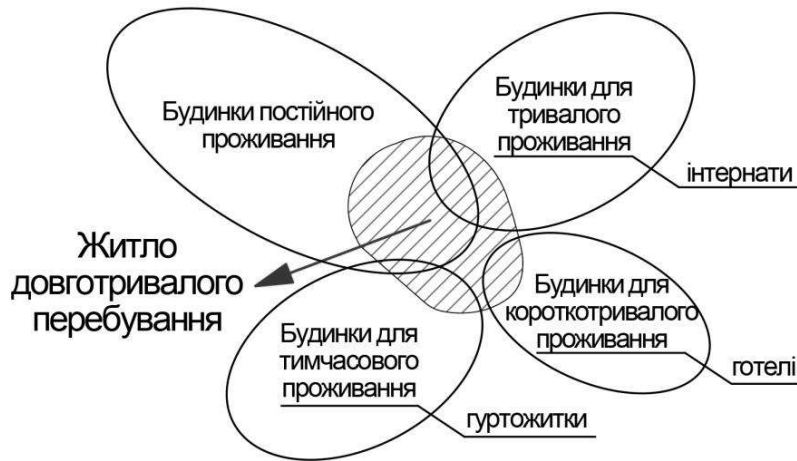 Будинки постійного
проживання
Будинки для
тривалого
проживання
інтернати
Житло
довготривалого
перебування
Будинки для
короткотривалого
проживання
готелі
Будинки для
тимчасового
проживання
гуртожитки